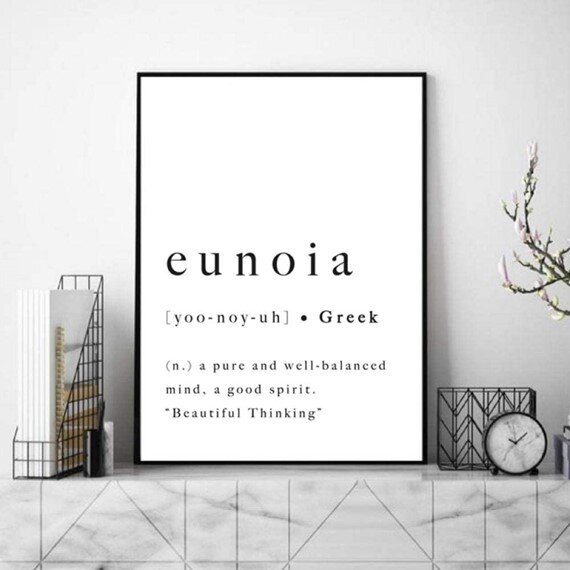 eunoia
[yoo-noy-uh] • Greek
(n.) a pure and well-balanced
mind, a good spirit.
"Beautiful Thinking"